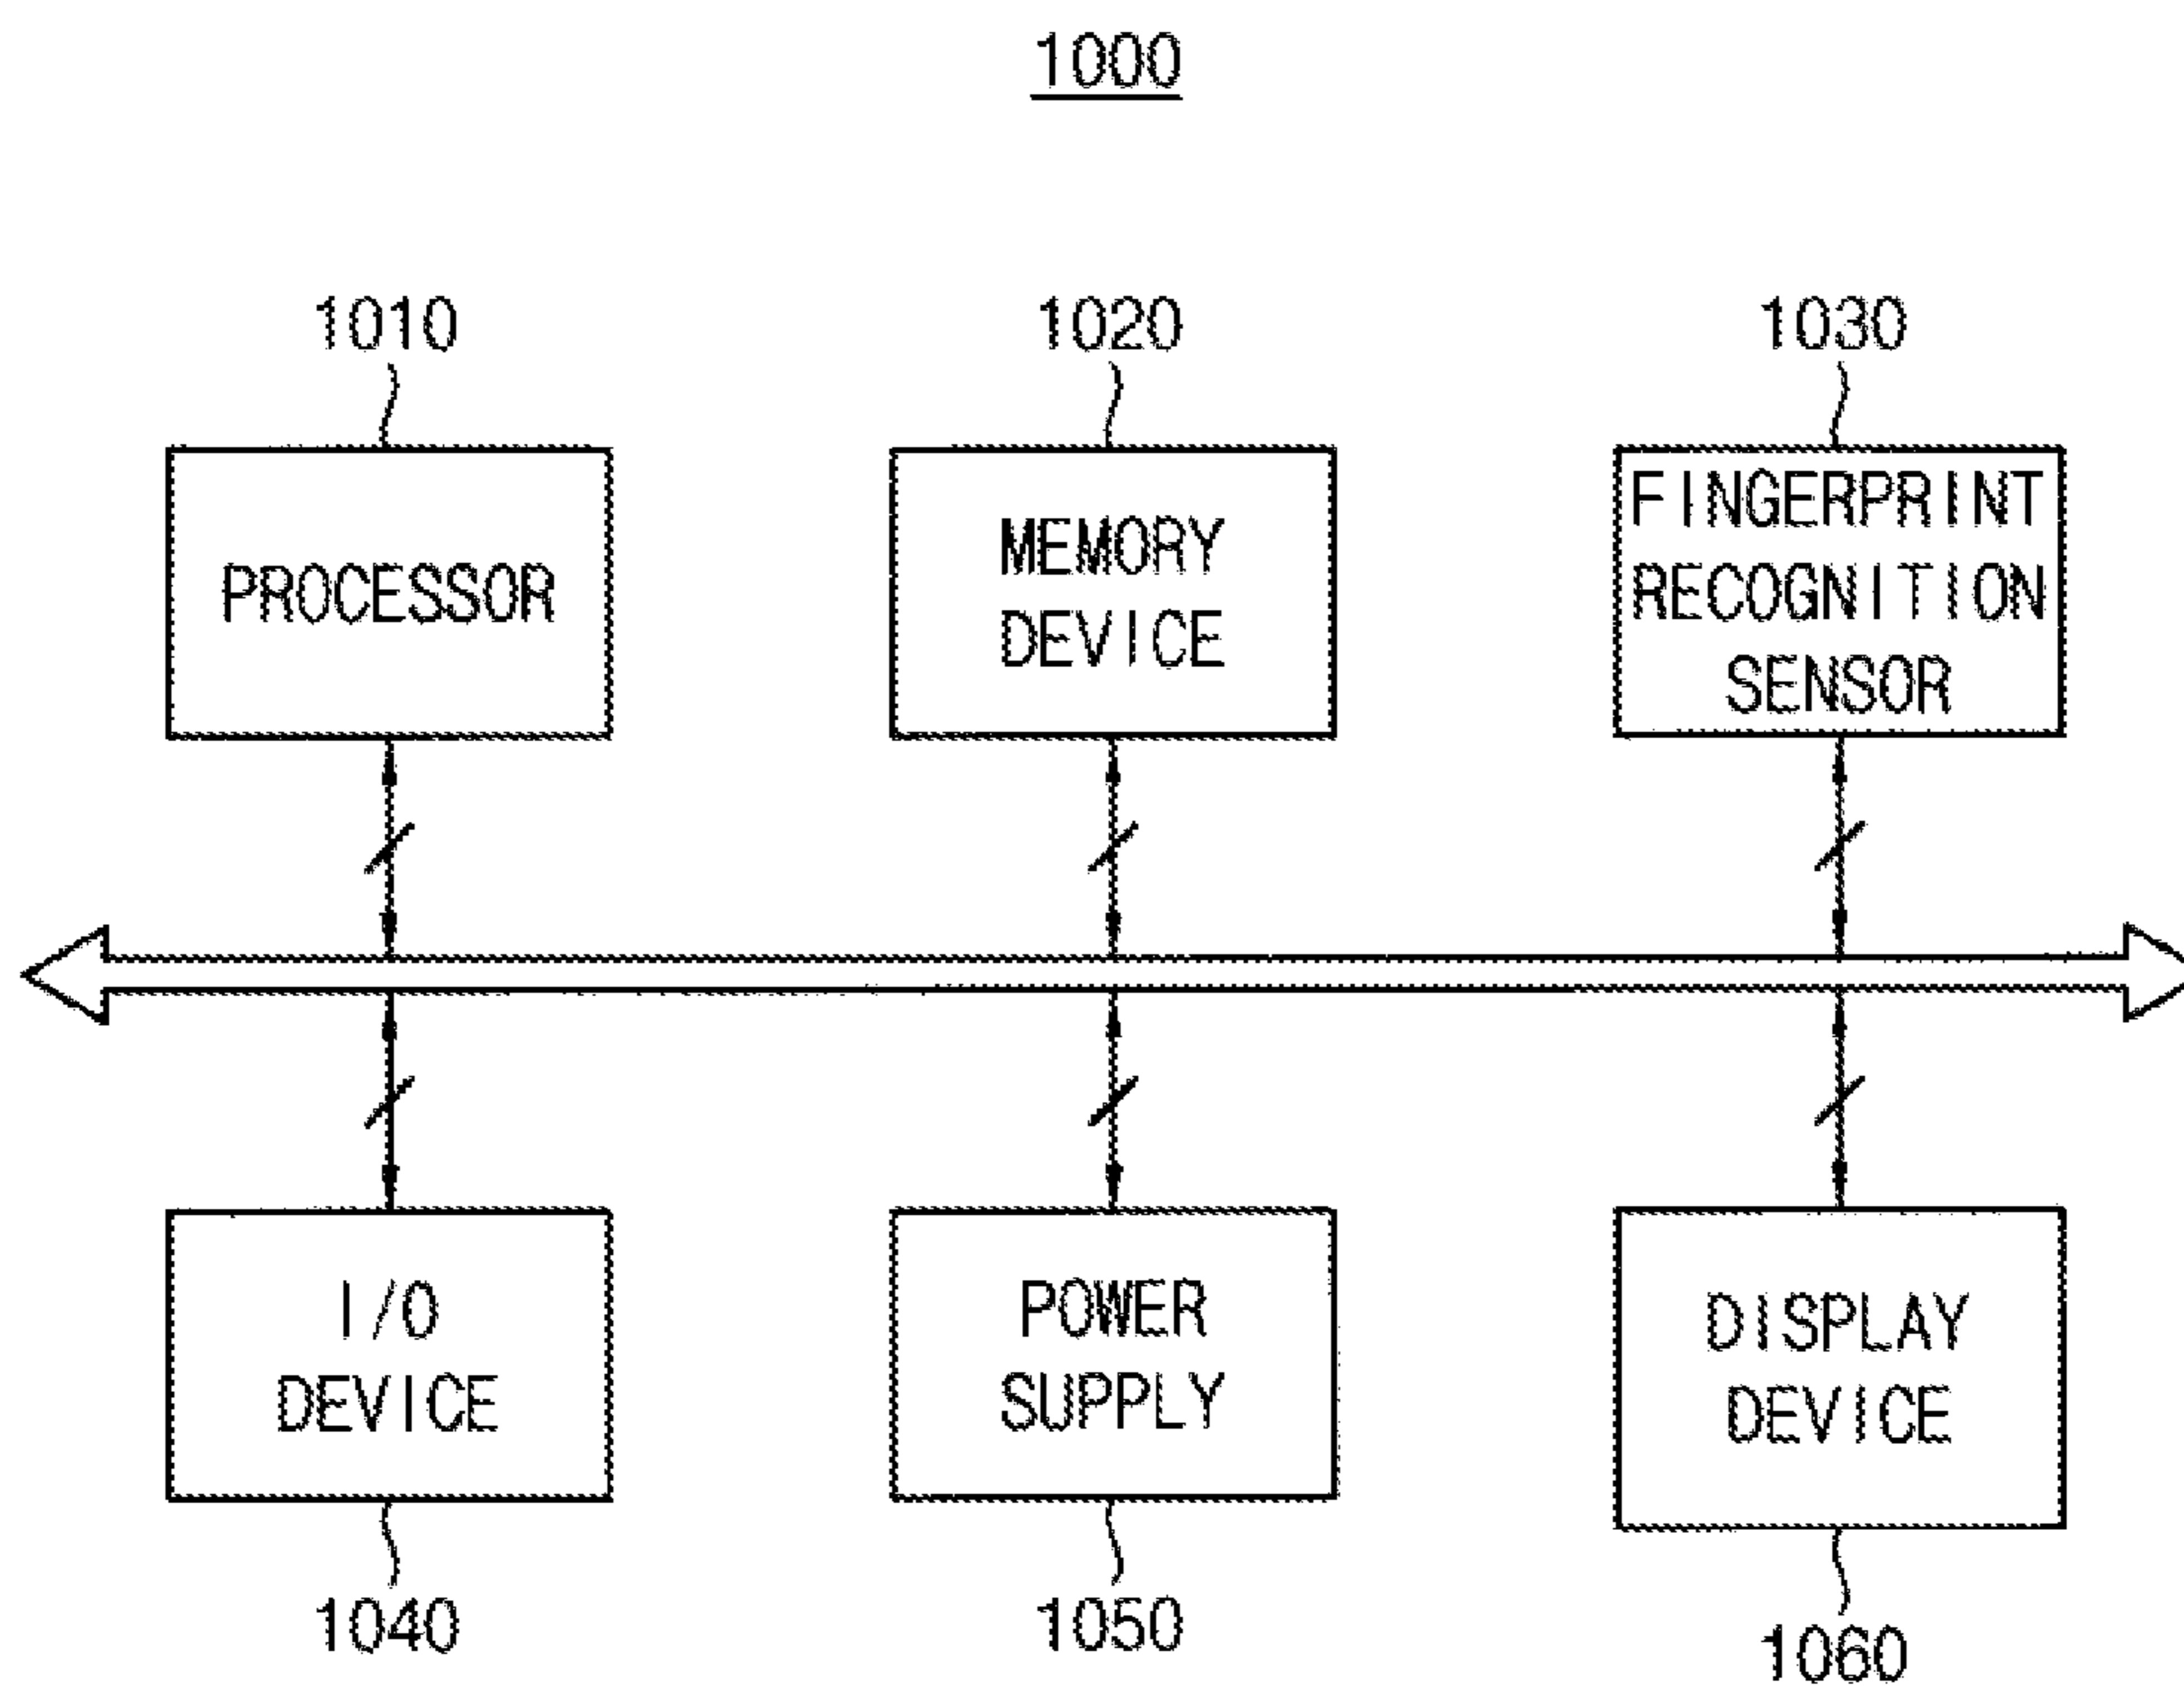 1000
1010
1020
1030
PROCESSOR
MEMORY
DEVICE
FINGERPRINT
RECOGNITION
SENSOR
I/O
DEVICE
POWER
SUPPLY
DISPLAY
DEVICE
1040
1050
1060